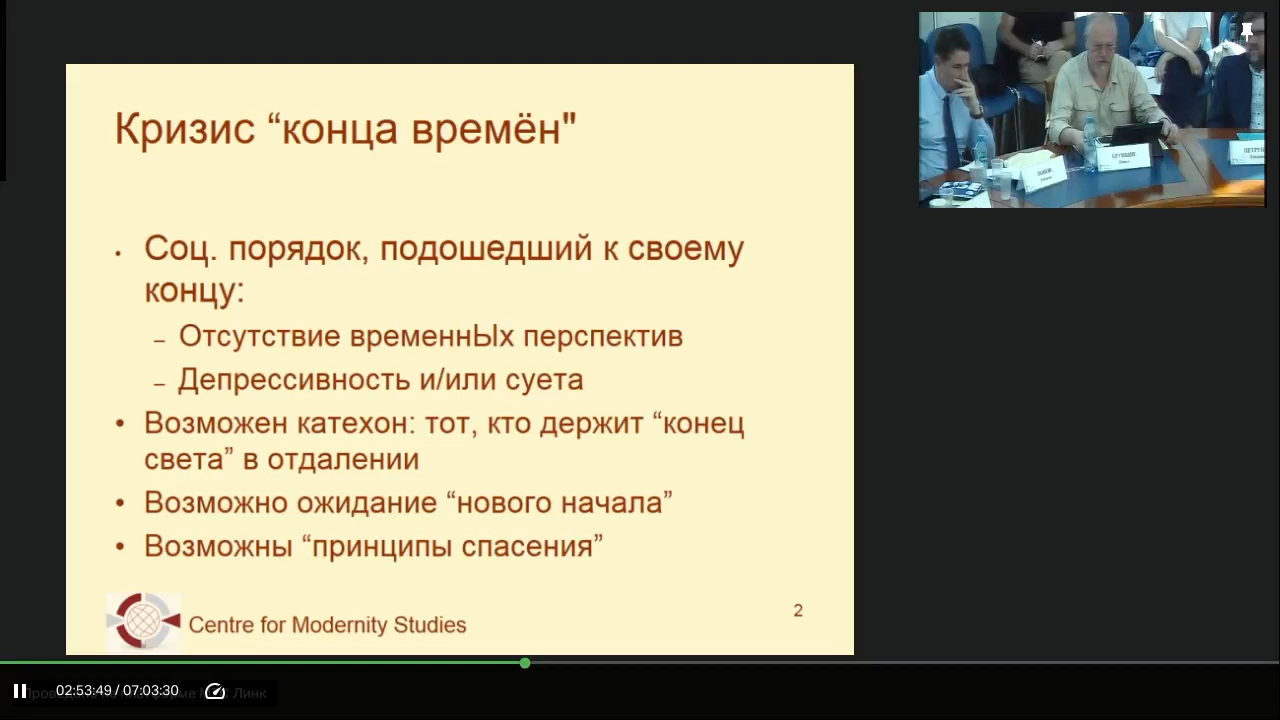 Кризис “конца времён"
• Соц. порядок, подошедший к своему
концу:
– Отсутствие временнЫх перспектив
– Депрессивность и/или суета
• Возможен катехон: тот, кто держит “конец
света” в отдалении
• Возможно ожидание “нового начала”
• Возможны “принципы спасения”
Centre for Modernity Studies
2
02:53:49 / 07:03:30
Линк